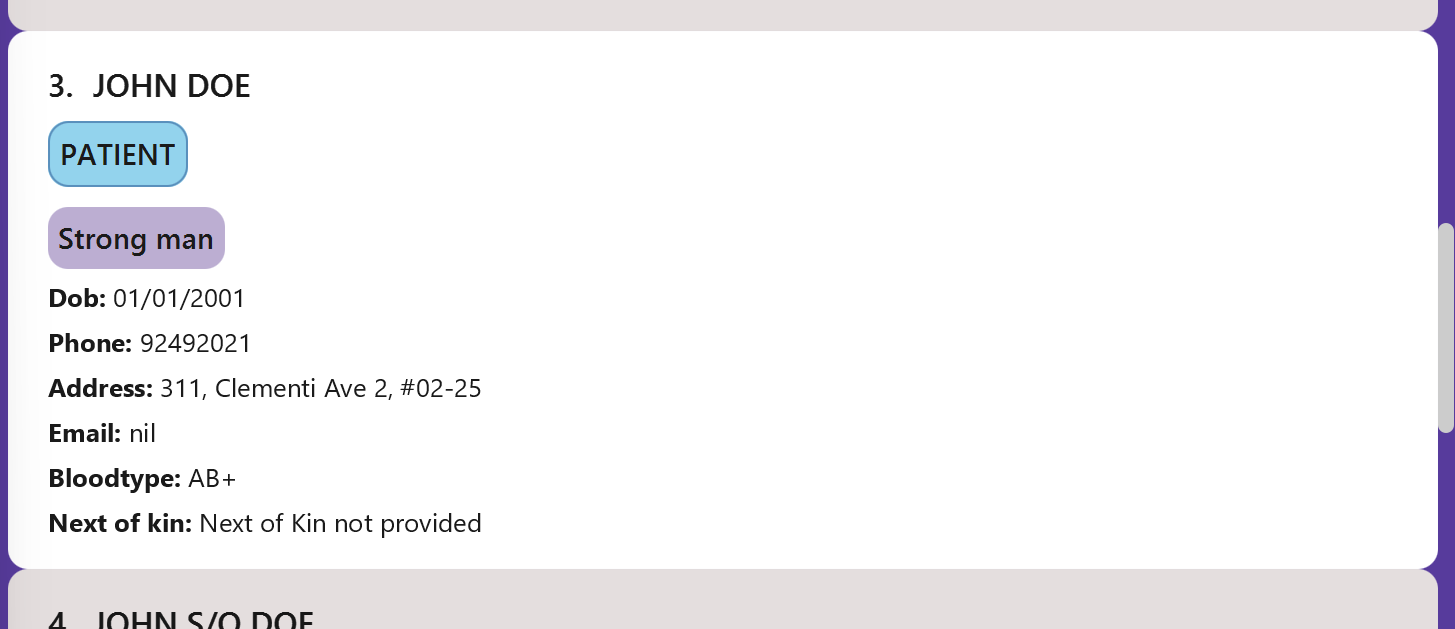 3. JOHN DOE
PATIENT
Strong man
Dob: 01/01/2001
Phone: 92492021
Address: 311, Clementi Ave 2, #02-25
Email: nil
Bloodtype: AB+
Next of kin: Next of Kin not provided
4. JOHN S/O DOE